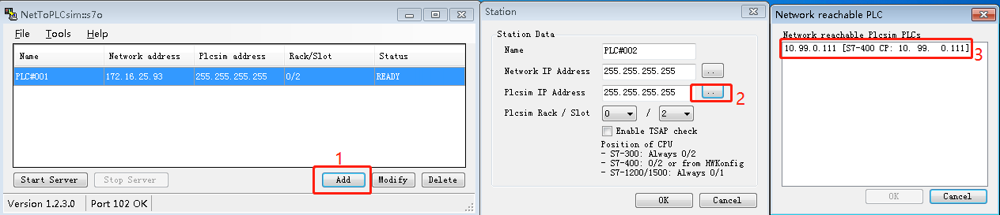 NetToPLCsim::s7o
File Tools Help
Name Network address Plcsim address Rack/Slot Status
PLC#001 172.16.25.93 255.255.255.255 0/2 READY
1
Start Server Stop Server Add Modify Delete
Version 1.2.3.0 Port 102 OK
Station
Station Data
Name PLC#002
Network IP Address 255.255.255.255 ..
Plcsim IP Address 255.255.255.255 .. 2
Plcsim Rack / Slot 0 / 2
Enable TSAP check
Position of CPU
- S7-300: Always 0/2
- S7-400: 0/2 or from HWKonfig
- S7-1200/1500: Always 0/1
OK Cancel
Network reachable PLC
Network reachable Plcsim PLCs
10.99.0.111 [S7-400 CP: 10. 99. 0.111]
3
OK Cancel